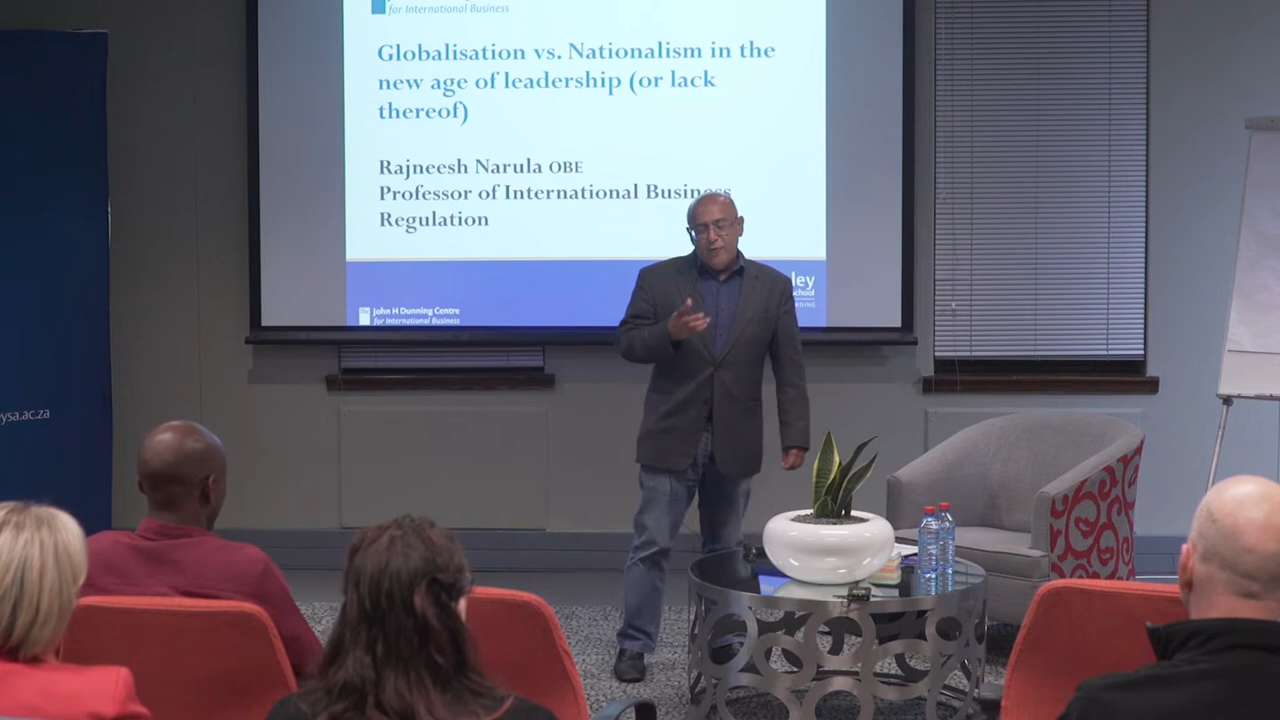 for International Business
Globalisation vs. Nationalism in the
new age of leadership (or lack
thereof)
Rajneesh Narula OBE
Professor of International Business
Regulation
John H Dunning Centre
for International Business
ley
ysa.ac.za